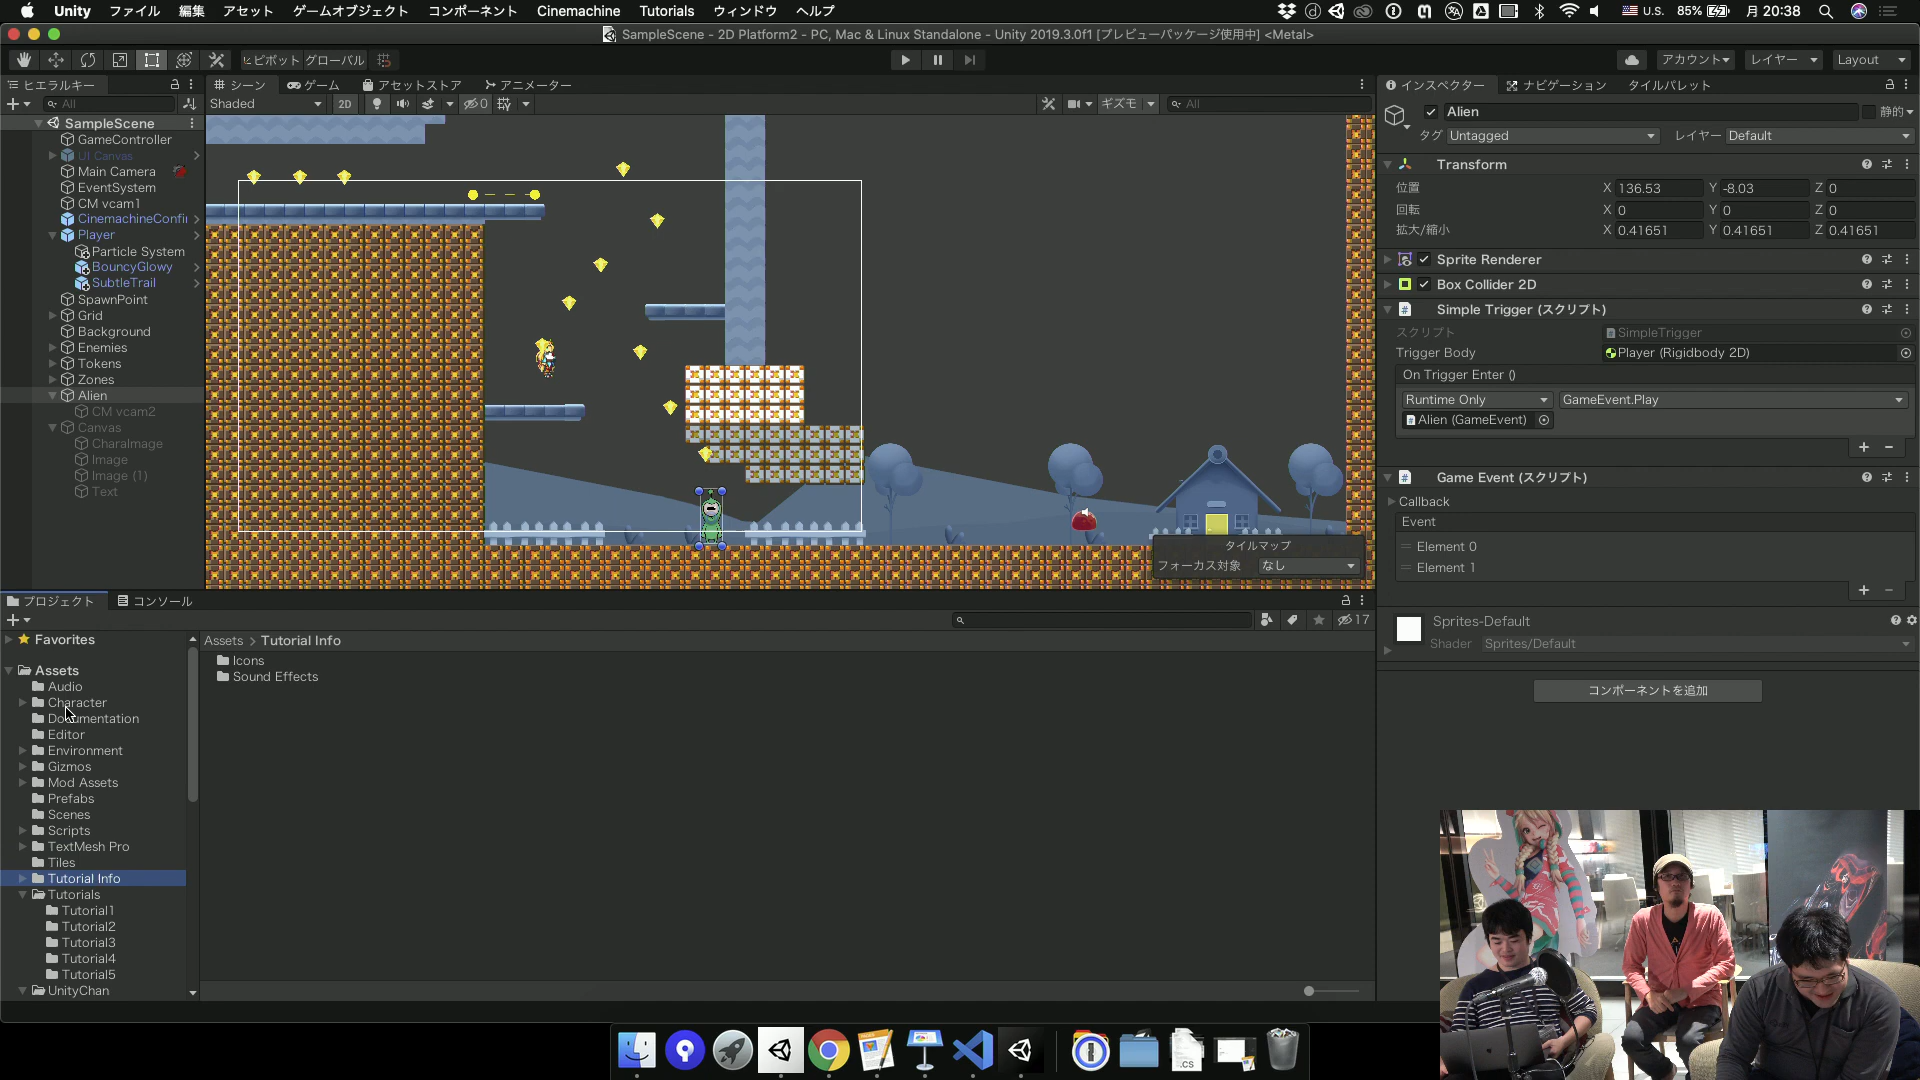 Unity ファイル 編集 アセット ゲームオブジェクト コンポーネント Cinemachine Tutorials ウィンドウ ヘルプ U.S. 85% 月 20:38
SampleScene - 2D Platform2 - PC, Mac & Linux Standalone - Unity 2019.3.0f1 [プレビューパッケージ使用中] <Metal>
ピボット グローバル アカウント レイヤー Layout
ヒエラルキー
All
SampleScene
GameController
UI Canvas
Main Camera
EventSystem
CM vcam1
CinemachineConfi
Player
Particle System
BouncyGlowy
SubtleTrail
SpawnPoint
Grid
Background
Enemies
Tokens
Zones
Alien
CM vcam2
Canvas
CharaImage
Image
Image (1)
Text
シーン ゲーム アセットストア アニメーター
Shaded 2D 0 ギズモ All
タイルマップ
フォーカス対象 なし
インスペクター ナビゲーション タイルパレット
Alien 静的
タグ Untagged レイヤー Default
Transform
位置 X 136.53 Y -8.03 Z 0
回転 X 0 Y 0 Z 0
拡大/縮小 X 0.41651 Y 0.41651 Z 0.41651
Sprite Renderer
Box Collider 2D
Simple Trigger (スクリプト)
スクリプト SimpleTrigger
Trigger Body Player (Rigidbody 2D)
On Trigger Enter ()
Runtime Only GameEvent.Play
Alien (GameEvent)
Game Event (スクリプト)
Callback
Event
Element 0
Element 1
Sprites-Default
Shader Sprites/Default
コンポーネントを追加
プロジェクト コンソール
17
Favorites
Assets
Audio
Character
Documentation
Editor
Environment
Gizmos
Mod Assets
Prefabs
Scenes
Scripts
TextMesh Pro
Tiles
Tutorial Info
Tutorials
Tutorial1
Tutorial2
Tutorial3
Tutorial4
Tutorial5
UnityChan
Assets > Tutorial Info
Icons
Sound Effects
.cs